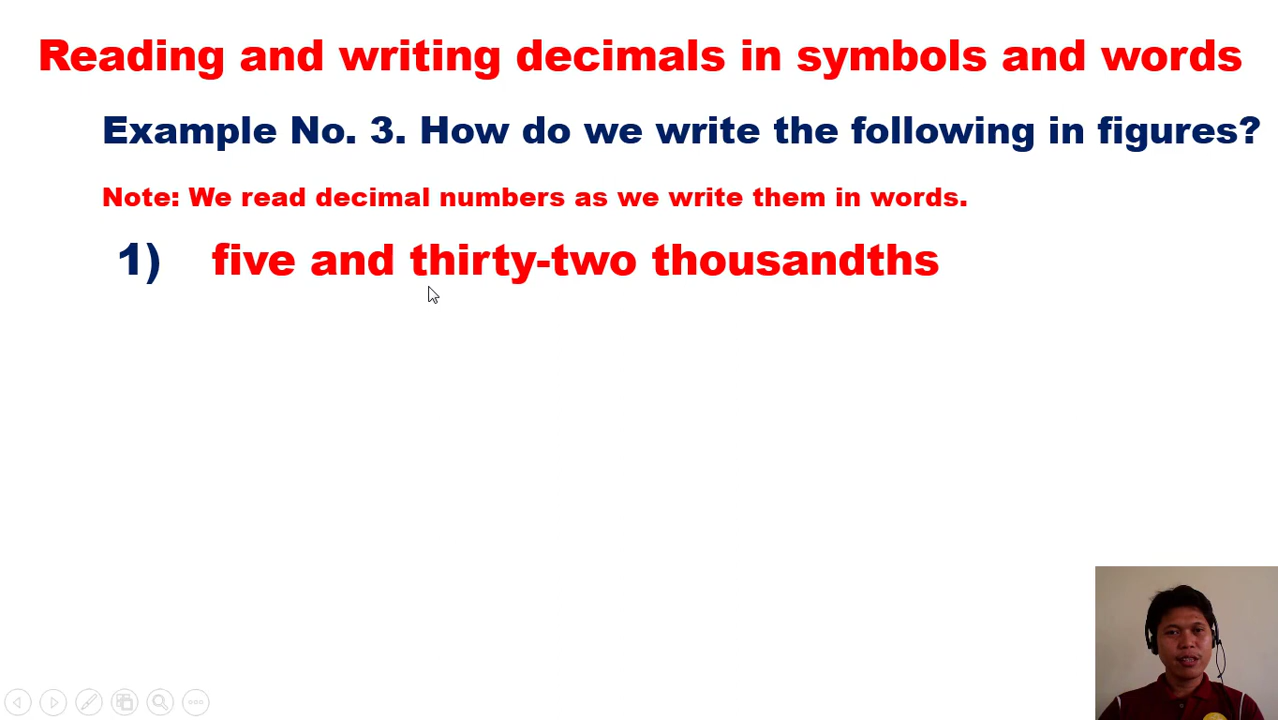 Reading and writing decimals in symbols and words
Example No. 3. How do we write the following in figures?
Note: We read decimal numbers as we write them in words.
1) five and thirty-two thousandths